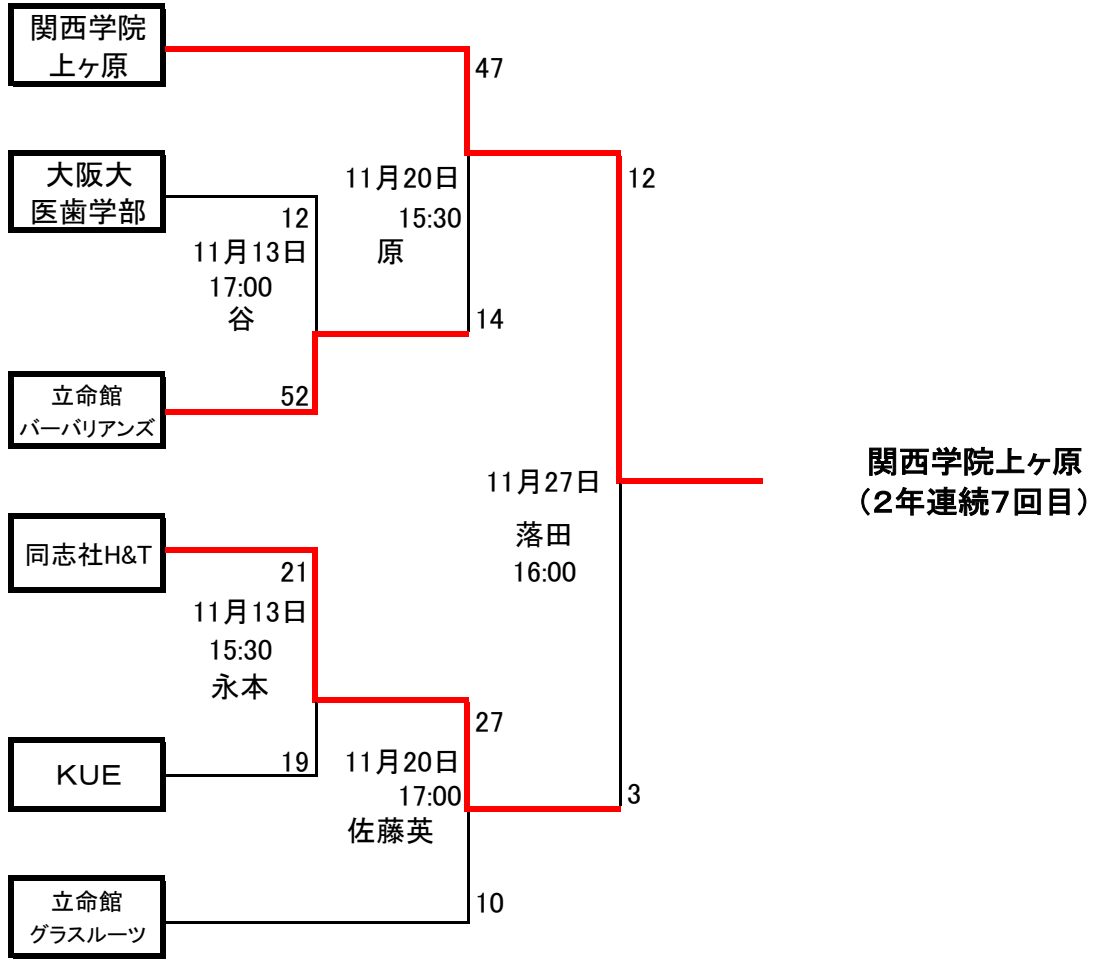 関西学院
上ヶ原
47
大阪大
医歯学部
12
11月13日
17:00
谷
11月20日
15:30
原
12
14
立命館
バーバリアンズ
52
11月27日
落田
16:00
関西学院上ヶ原
（２年連続７回目）
同志社H&T
21
11月13日
15:30
永本
27
KUE
19
11月20日
17:00
佐藤英
3
立命館
グラスルーツ
10